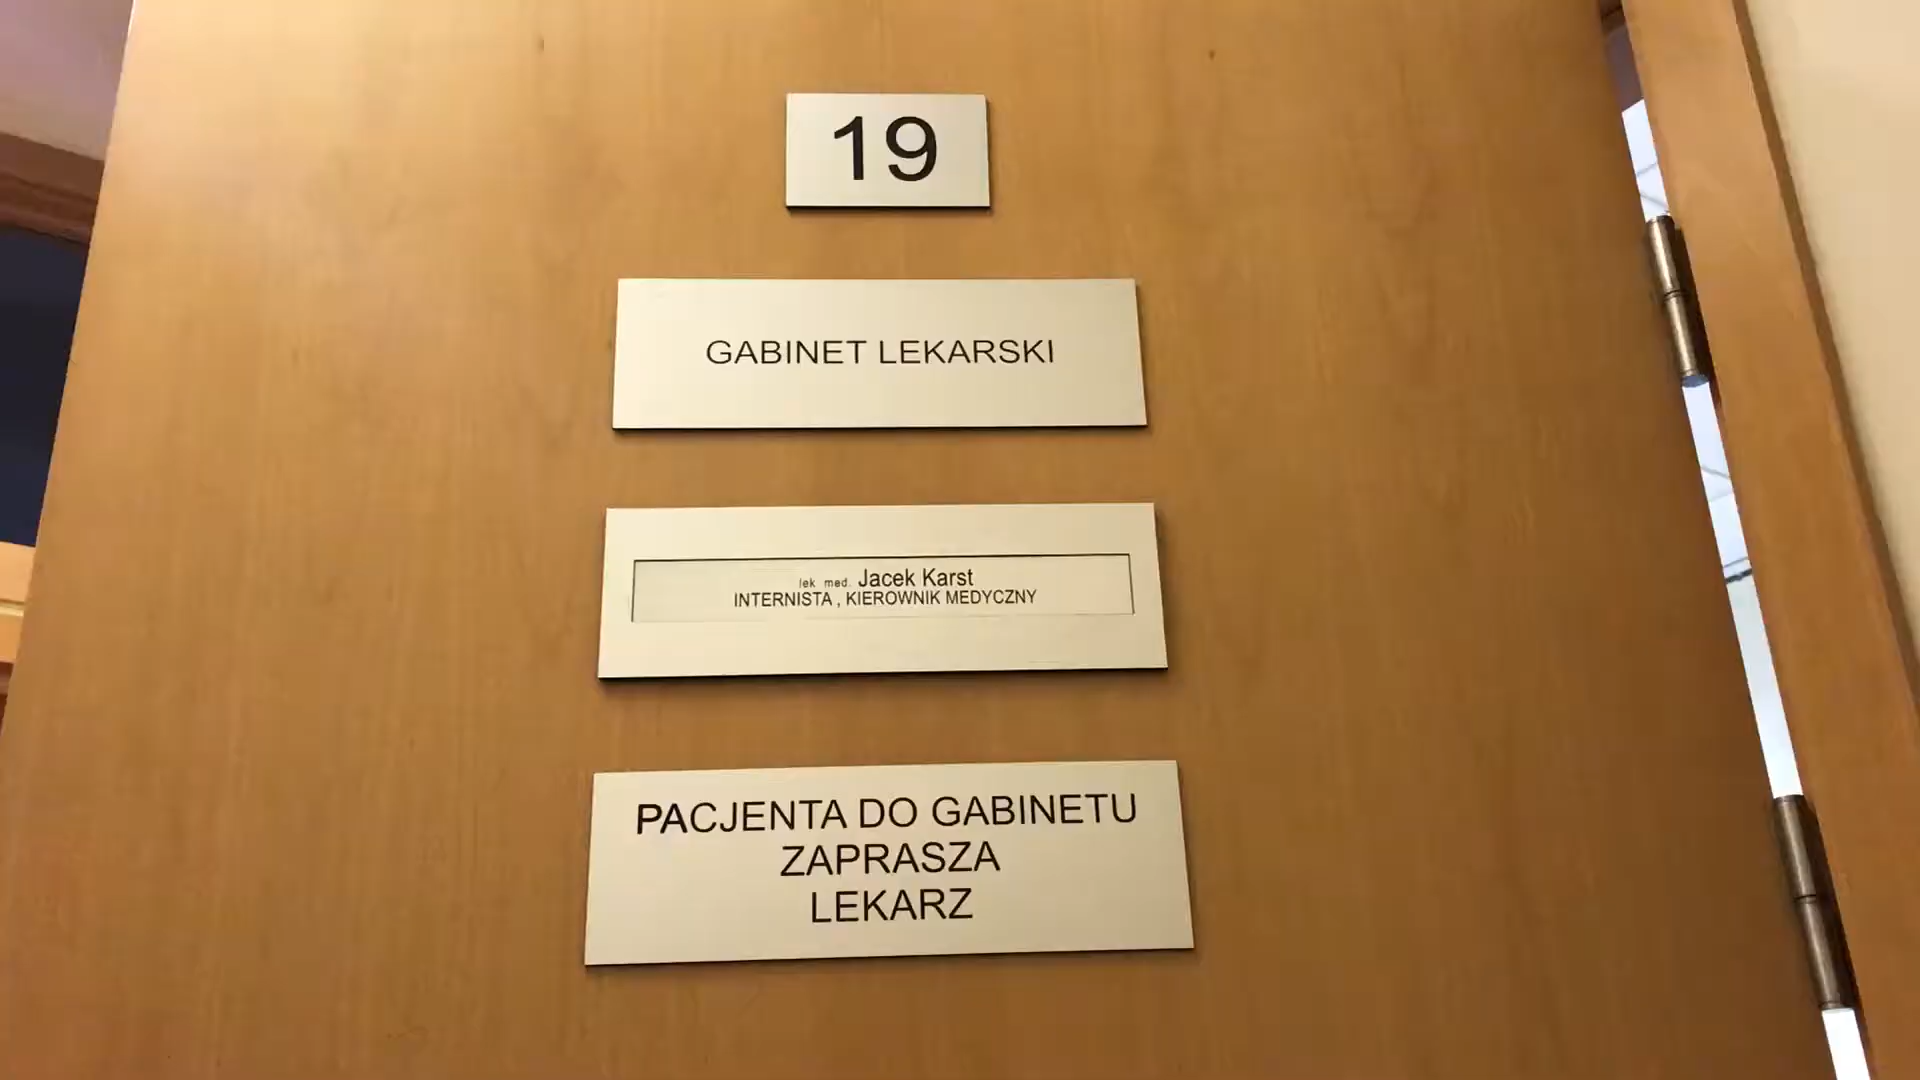 19
GABINET LEKARSKI
lek med. Jacek Karst
INTERNISTA , KIEROWNIK MEDYCZNY
PACJENTA DO GABINETU
ZAPRASZA
LEKARZ